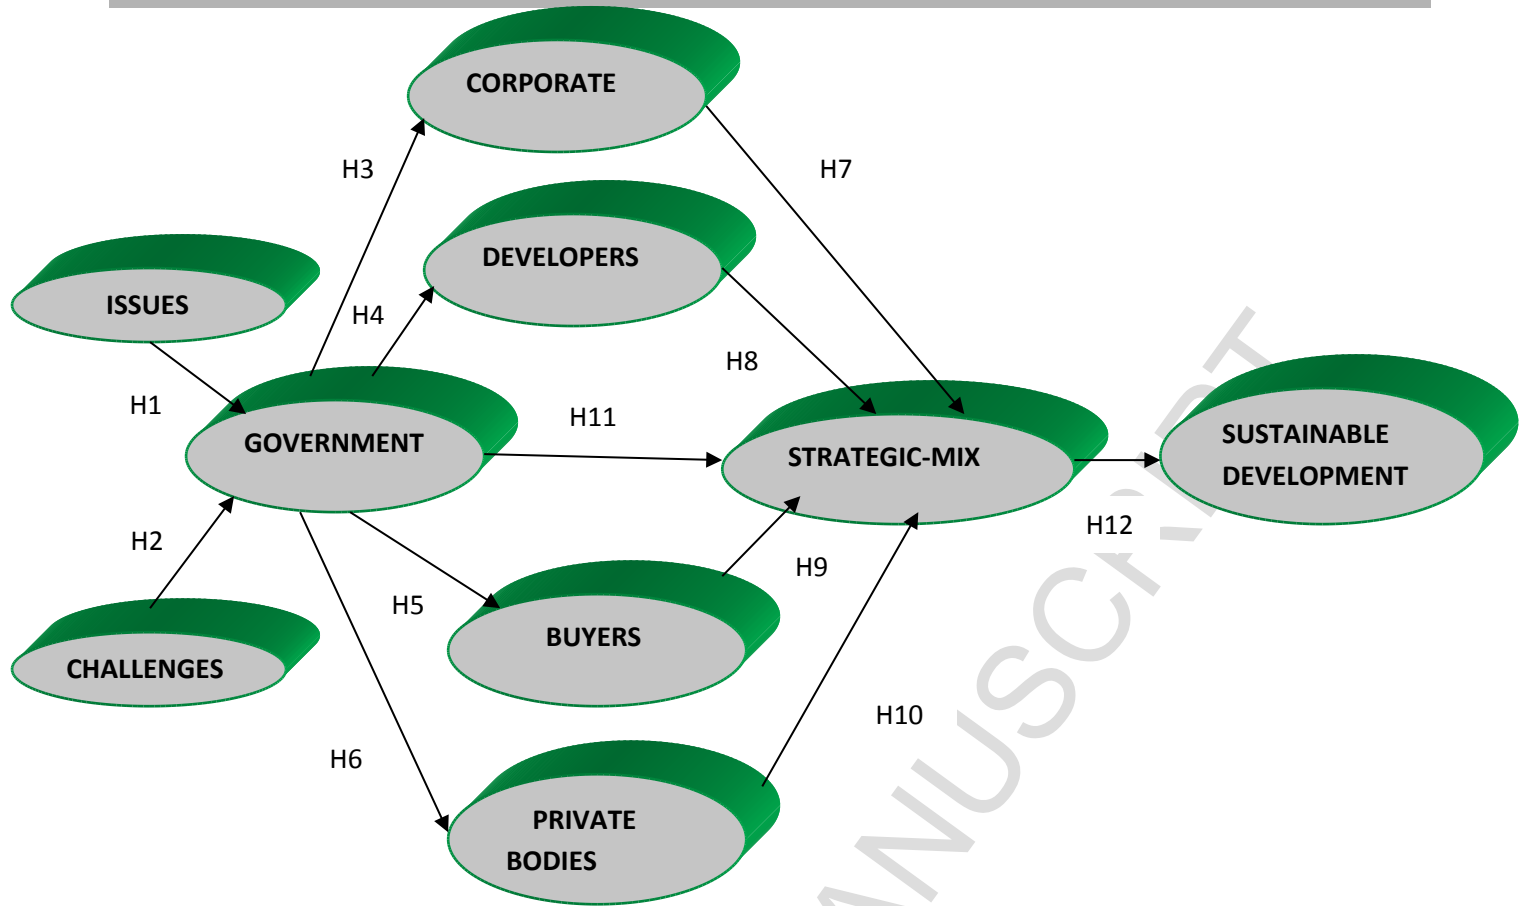 CORPORATE
H3
H7
DEVELOPERS
ISSUES
H4
H8
H1
H11
GOVERNMENT
STRATEGIC-MIX
SUSTAINABLE
DEVELOPMENT
H2
H12
H9
H5
BUYERS
CHALLENGES
H10
H6
PRIVATE
BODIES
ANUSCRIPT